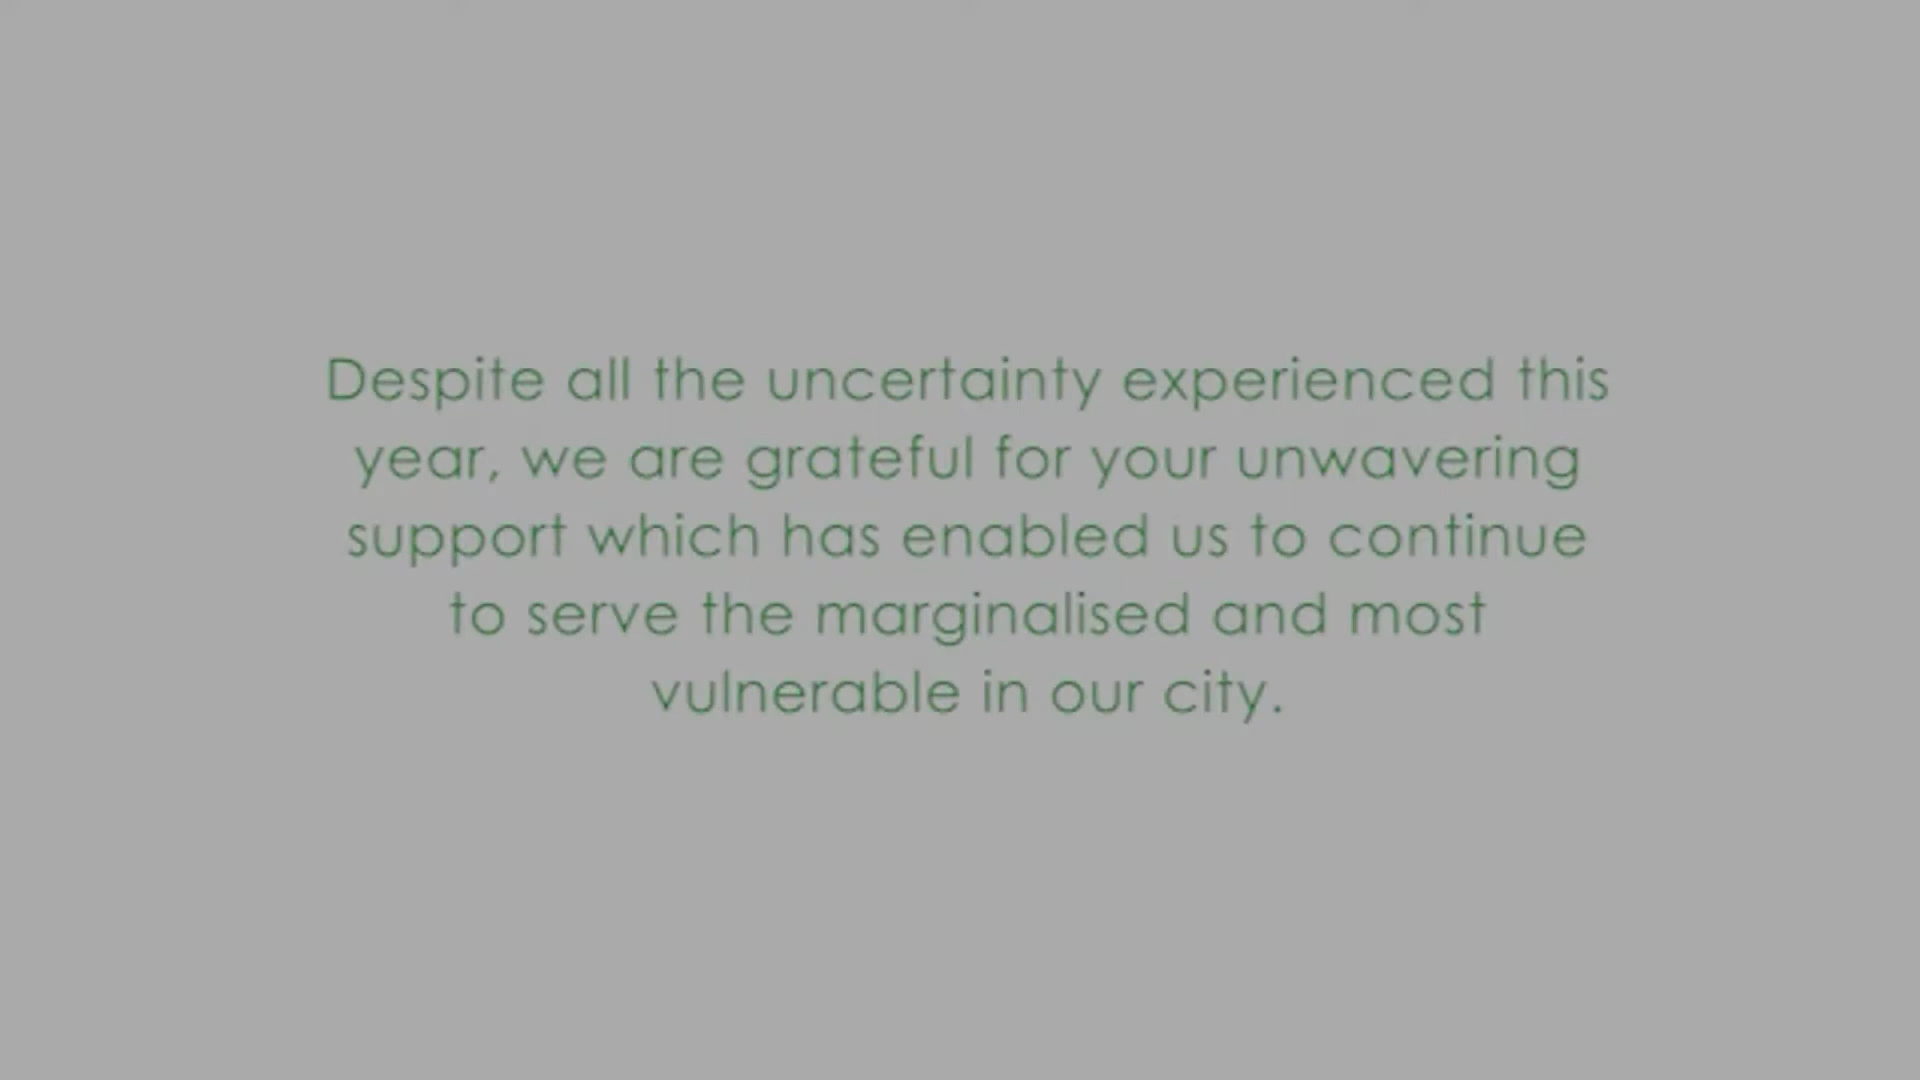 Despite all the uncertainty experienced this
year, we are grateful for your unwavering
support which has enabled us to continue
to serve the marginalised and most
vulnerable in our city.